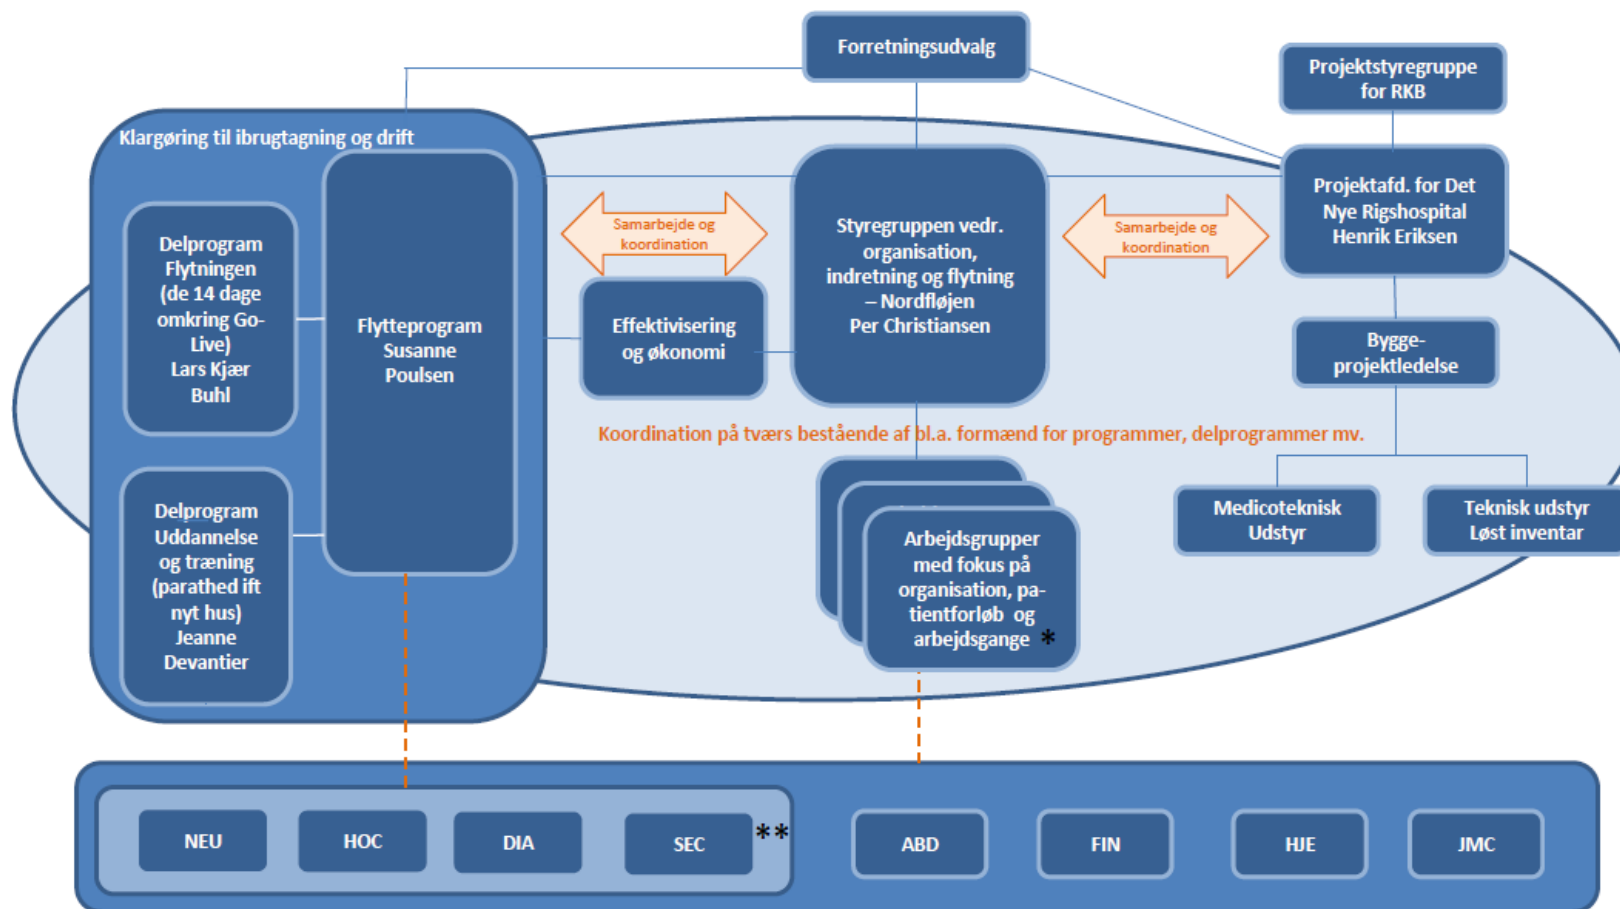 Forretningsudvalg
Projektstyregruppe
for RKB
Klargøring til ibrugtagning og drift
Delprogram
Flytningen
(de 14 dage
omkring Go-
Live)
Lars Kjær
Buhl
Flytteprogram
Susanne
Poulsen
Samarbejde og
koordination
Effektivisering
og økonomi
Styregruppen vedr.
organisation,
indretning og flytning
– Nordfløjen
Per Christiansen
Samarbejde og
koordination
Projektafd. for Det
Nye Rigshospital
Henrik Eriksen
Bygge-
projektledelse
Koordination på tværs bestående af bl.a. formænd for programmer, delprogrammer mv.
Delprogram
Uddannelse
og træning
(parathed ift
nyt hus)
Jeanne
Devantier
Arbejdsgrupper
med fokus på
organisation, pa-
tientforløb og
arbejdsgange *
Medicoteknisk
Udstyr
Teknisk udstyr
Løst inventar
NEU
HOC
DIA
SEC **
ABD
FIN
HJE
JMC